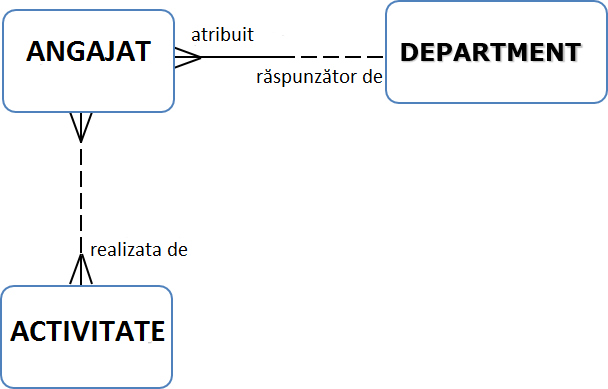 ANGAJAT
atribuit
răspunzător de
DEPARTMENT
realizata de
ACTIVITATE